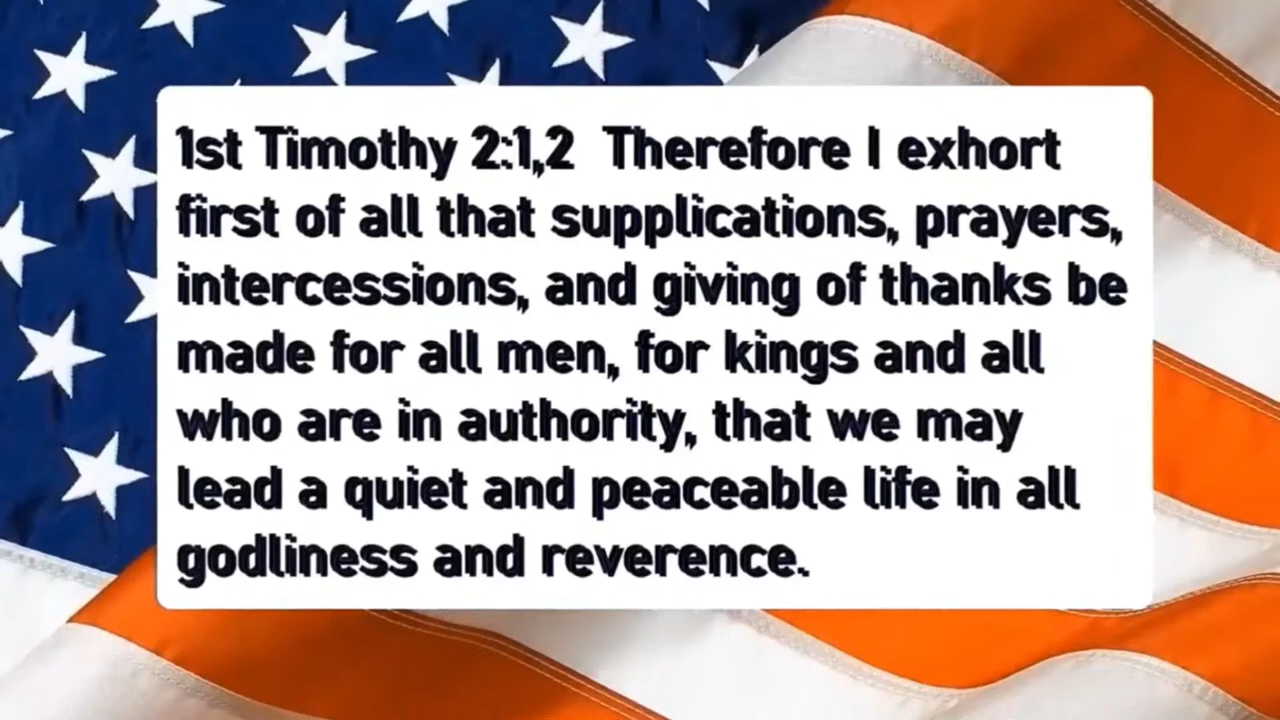 1st Timothy 2:1,2  Therefore I exhort
first of all that supplications, prayers,
intercessions, and giving of thanks be
made for all men, for kings and all
who are in authority, that we may
lead a quiet and peaceable life in all
godliness and reverence.